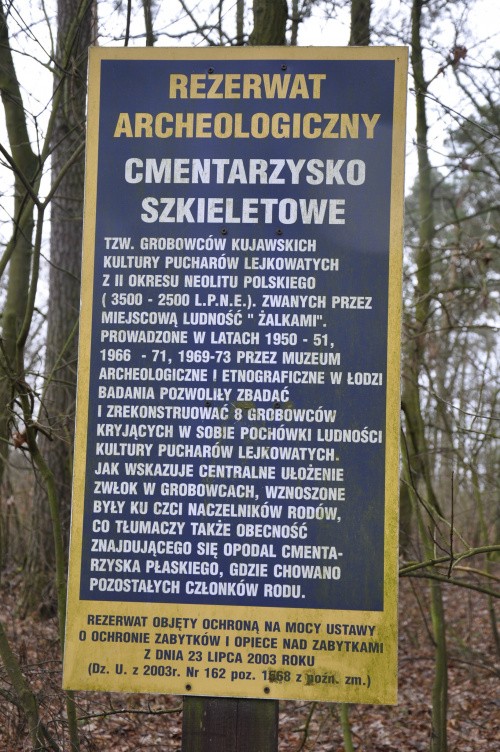 REZERWAT
ARCHEOLOGICZNY
CMENTARZYSKO
SZKIELETOWE
TZW. GROBOWCÓW KUJAWSKICH
KULTURY PUCHARÓW LEJKOWATYCH
Z II OKRESU NEOLITU POLSKIEGO
( 3500 - 2500 L.P.N.E.). ZWANYCH PRZEZ
MIEJSCOWĄ LUDNOŚĆ " ŻALKAMI".
PROWADZONE W LATACH 1950 - 51,
1966 - 71, 1969-73 PRZEZ MUZEUM
ARCHEOLOGICZNE I ETNOGRAFICZNE W ŁODZI
BADANIA POZWOLIŁY ZBADAĆ
I ZREKONSTRUOWAĆ 8 GROBOWCÓW
KRYJĄCYCH W SOBIE POCHÓWKI LUDNOŚCI
KULTURY PUCHARÓW LEJKOWATYCH.
JAK WSKAZUJE CENTRALNE UŁOŻENIE
ZWŁOK W GROBOWCACH, WZNOSZONE
BYŁY KU CZCI NACZELNIKÓW RODÓW,
CO TŁUMACZY TAKŻE OBECNOŚĆ
ZNAJDUJĄCEGO SIĘ OPODAL CMENTA-
RZYSKA PŁASKIEGO, GDZIE CHOWANO
POZOSTAŁYCH CZŁONKÓW RODU.
REZERWAT OBJĘTY OCHRONĄ NA MOCY USTAWY
O OCHRONIE ZABYTKÓW I OPIECE NAD ZABYTKAMI
Z DNIA 23 LIPCA 2003 ROKU
(Dz. U. z 2003r. Nr 162 poz. 1568 z poźn. zm.)